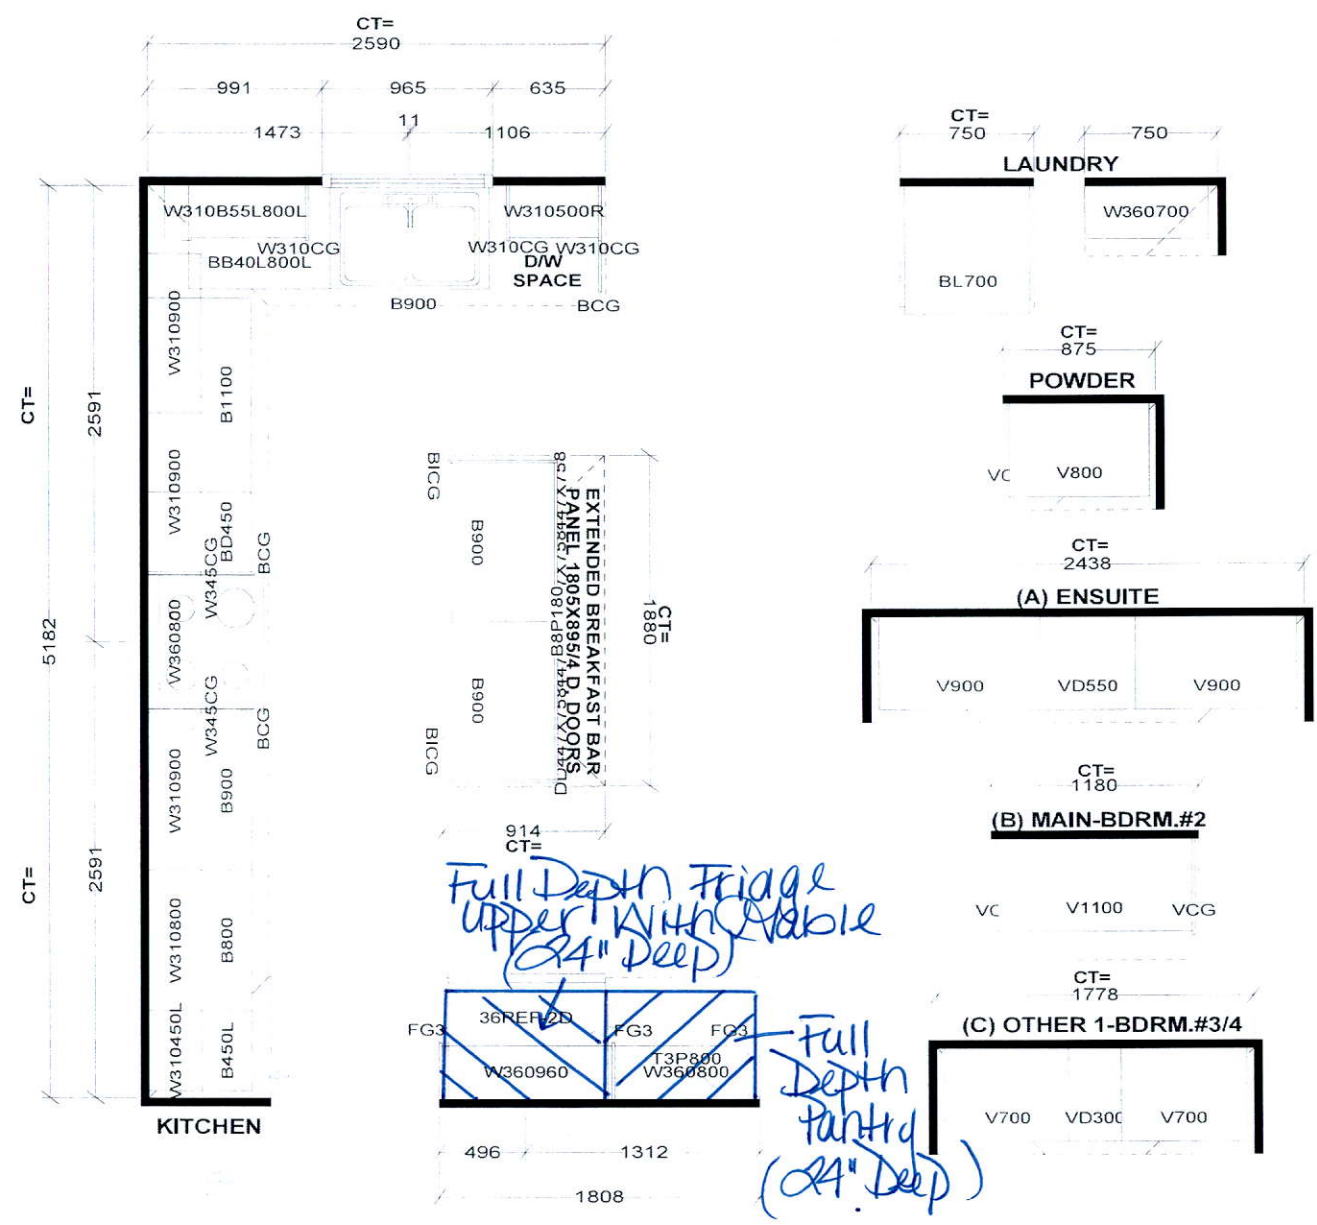 CT=
2590
991
965
635
11
1473
1106
CT=
750
750
LAUNDRY
W310B55L800L
W310500R
W360700
W310CG
W310CG
W310CG
BB40L800L
D/W
SPACE
BL700
B900
BCG
W310900
B1100
CT=
2591
CT=
875
POWDER
VC
V800
BICG
W310900
BD450
W345CG
BCG
B900
EXTENDED BREAKFAST BAR
PANEL 1805X895/4 D_DOORS
CT=
1880
CT=
2438
(A) ENSUITE
V900
VD550
V900
5182
W360800
W345CG
BCG
B900
BICG
W310900
B900
CT=
1180
(B) MAIN-BDRM.#2
VC
V1100
VCG
914
CT=
CT=
2591
W310800
B800
W310450L
B450L
KITCHEN
Full Depth Fridge
Upper With Gable
(24" Deep)
FG3
36REF-2D
FG3
FG3
W360960
T3P800
W360800
Full
Depth
Pantry
(24" Deep)
496
1312
1808
CT=
1778
(C) OTHER 1-BDRM.#3/4
V700
VD300
V700